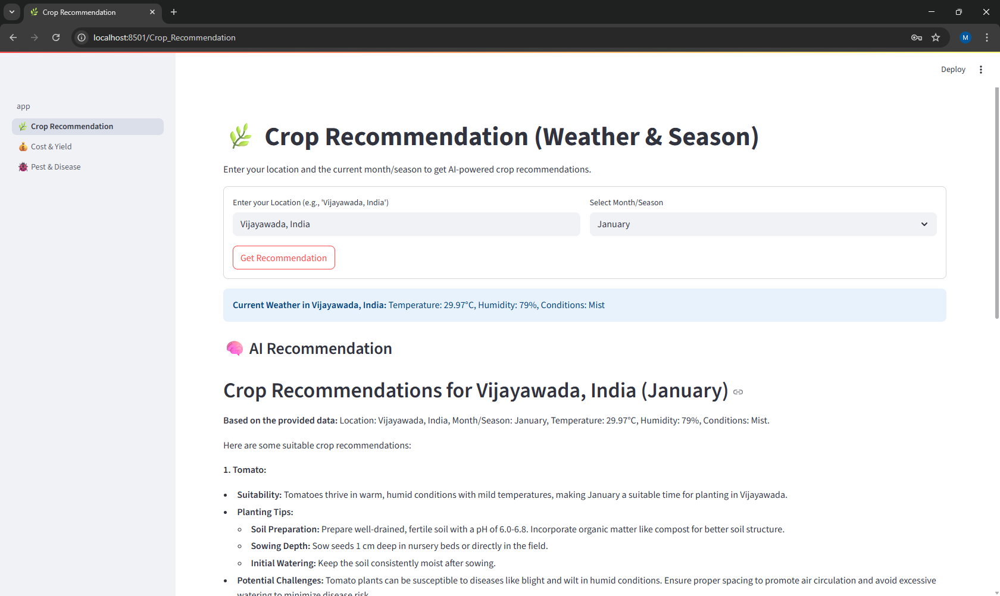 Crop Recommendation
localhost:8501/Crop_Recommendation
M
Deploy
app
Crop Recommendation
Cost & Yield
Pest & Disease
Crop Recommendation (Weather & Season)
Enter your location and the current month/season to get AI-powered crop recommendations.
Enter your Location (e.g., 'Vijayawada, India')
Select Month/Season
Vijayawada, India
January
Get Recommendation
Current Weather in Vijayawada, India: Temperature: 29.97°C, Humidity: 79%, Conditions: Mist
AI Recommendation
Crop Recommendations for Vijayawada, India (January)
Based on the provided data: Location: Vijayawada, India, Month/Season: January, Temperature: 29.97°C, Humidity: 79%, Conditions: Mist.
Here are some suitable crop recommendations:
1. Tomato:
• Suitability: Tomatoes thrive in warm, humid conditions with mild temperatures, making January a suitable time for planting in Vijayawada.
• Planting Tips:
◦ Soil Preparation: Prepare well-drained, fertile soil with a pH of 6.0-6.8. Incorporate organic matter like compost for better soil structure.
◦ Sowing Depth: Sow seeds 1 cm deep in nursery beds or directly in the field.
◦ Initial Watering: Keep the soil consistently moist after sowing.
• Potential Challenges: Tomato plants can be susceptible to diseases like blight and wilt in humid conditions. Ensure proper spacing to promote air circulation and avoid excessive
watering to minimize disease risk.